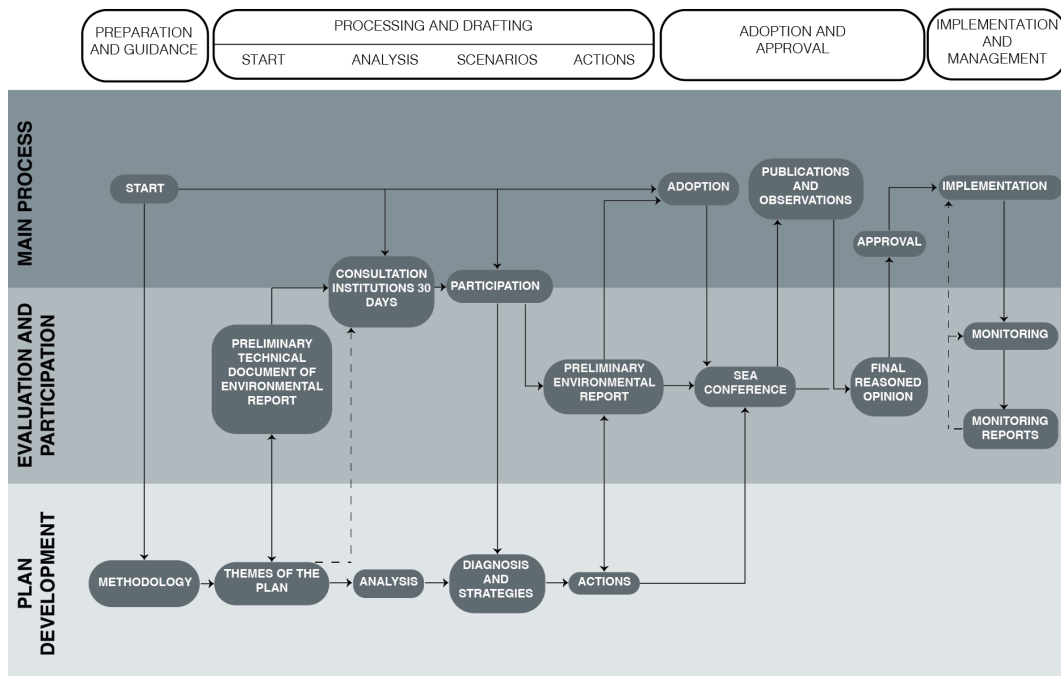 PREPARATION
AND GUIDANCE
PROCESSING AND DRAFTING
START
ANALYSIS
SCENARIOS
ACTIONS
ADOPTION AND
APPROVAL
IMPLEMENTATION
AND
MANAGEMENT
MAIN PROCESS
START
ADOPTION
PUBLICATIONS
AND
OBSERVATIONS
IMPLEMENTATION
APPROVAL
CONSULTATION
INSTITUTIONS 30
DAYS
PARTICIPATION
EVALUATION AND
PARTICIPATION
PRELIMINARY
TECHNICAL
DOCUMENT OF
ENVIRONMENTAL
REPORT
PRELIMINARY
ENVIRONMENTAL
REPORT
SEA
CONFERENCE
FINAL
REASONED
OPINION
MONITORING
MONITORING
REPORTS
PLAN
DEVELOPMENT
METHODOLOGY
THEMES OF THE
PLAN
ANALYSIS
DIAGNOSIS
AND
STRATEGIES
ACTIONS